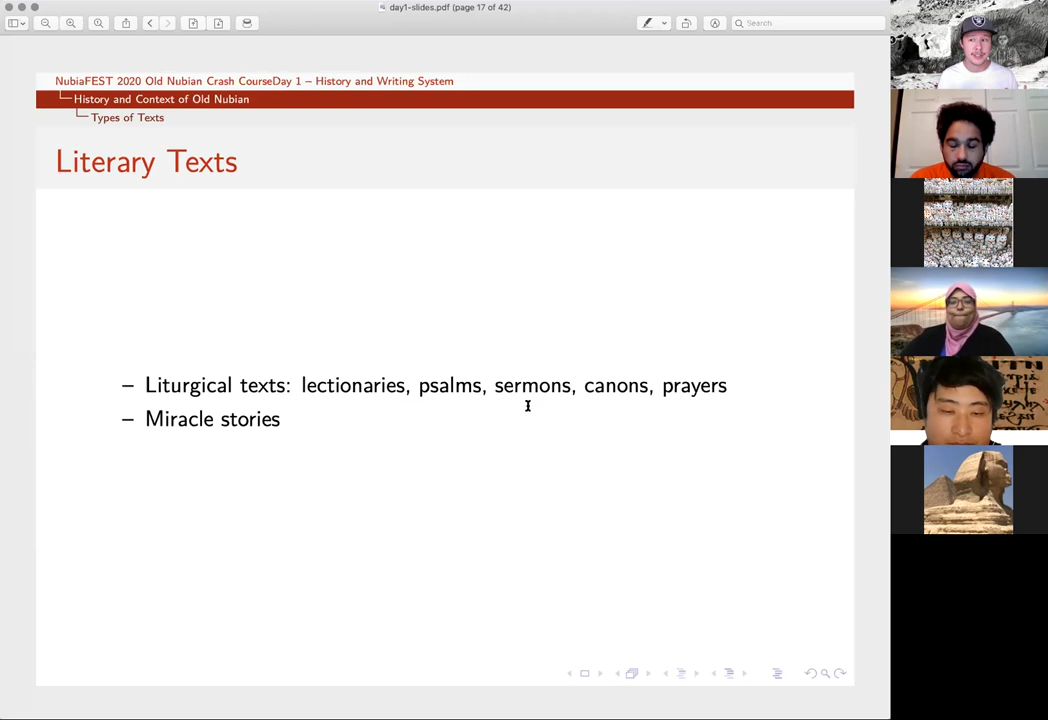 day1-slides.pdf (page 17 of 42)
Search
NubiaFEST 2020 Old Nubian Crash CourseDay 1 – History and Writing System
History and Context of Old Nubian
Types of Texts
Literary Texts
– Liturgical texts: lectionaries, psalms, sermons, canons, prayers
– Miracle stories